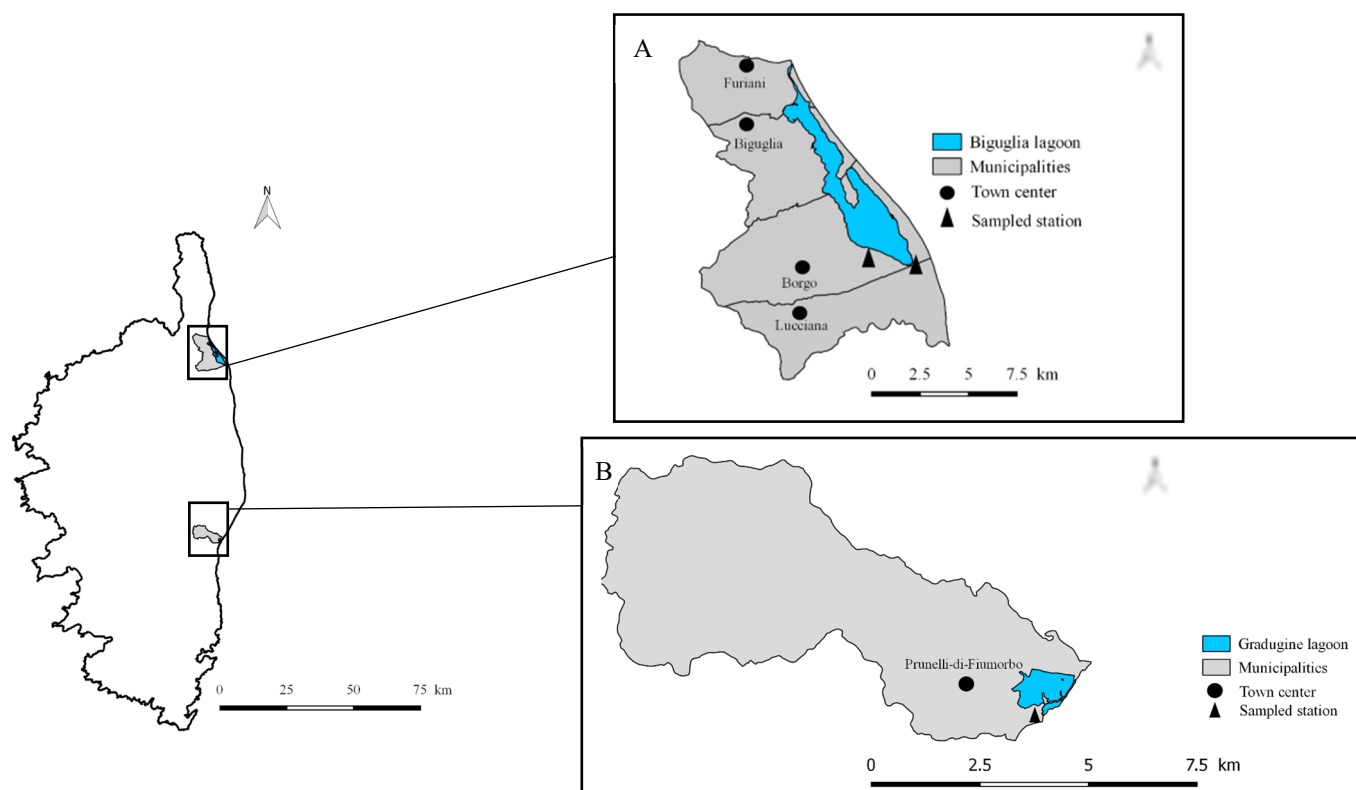 N
0 25 50 75 km
A
Furiani
Biguglia
Borgo
Lucciana
Biguglia lagoon
Municipalities
Town center
Sampled station
0 2.5 5 7.5 km
B
Prunelli-di-Fiumorbo
Gradugine lagoon
Municipalities
Town center
Sampled station
0 2.5 5 7.5 km